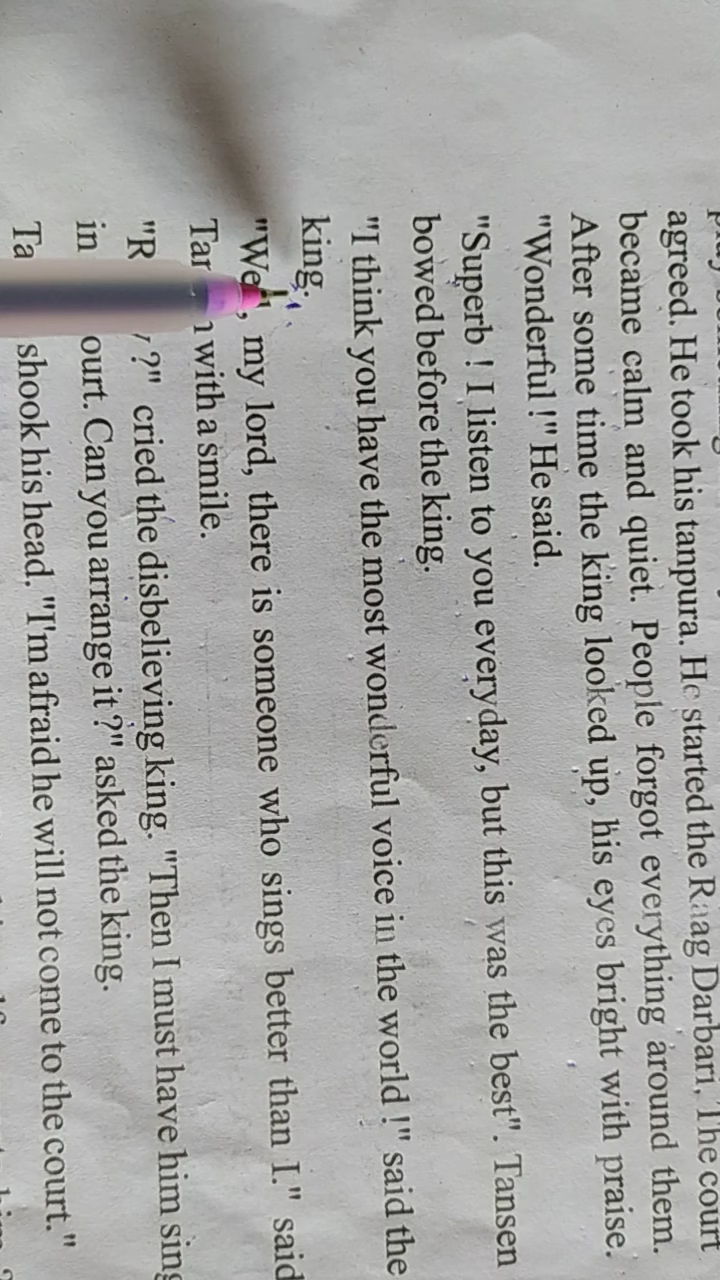 agreed. He took his tanpura. He started the Raag Darbari, The court
became calm and quiet. People forgot everything around them.
After some time the king looked up, his eyes bright with praise.
"Wonderful !" He said.
"Superb ! I listen to you everyday, but this was the best". Tansen
bowed before the king.
"I think you have the most wonderful voice in the world !" said the
king.
my lord, there is someone who sings better than I." said
with a smile.
?" cried the disbelieving king. "Then I must have him sing
in ourt. Can you arrange it ?" asked the king.
shook his head. "I'm afraid he will not come to the court."